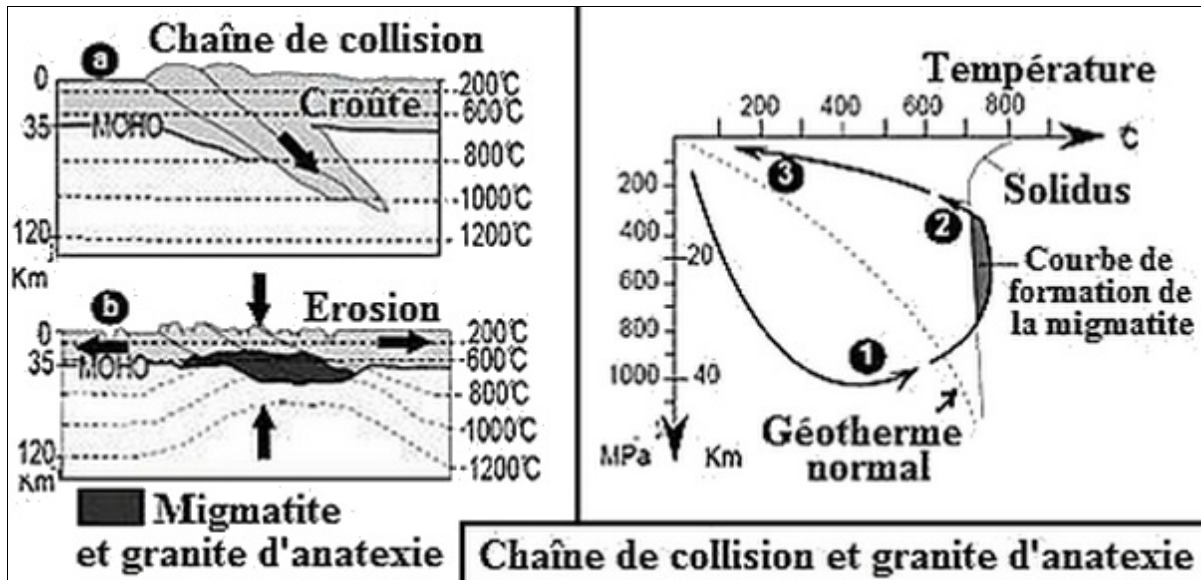 Chaîne de collision
a
0
200℃
Croute
600℃
35
MOHO
800℃
1000℃
120
1200℃
Km
b
Erosion
0
200℃
35
MOHO
600℃
800℃
1000℃
120
1200℃
Km
Migmatite
et granite d'anatexie
Température
200 400 600 800
℃
3
Solidus
200
2
400
20
Courbe de
formation de
la migmatite
600
800
1
1000
40
Géotherme
normal
MPa
Km
Chaîne de collision et granite d'anatexie